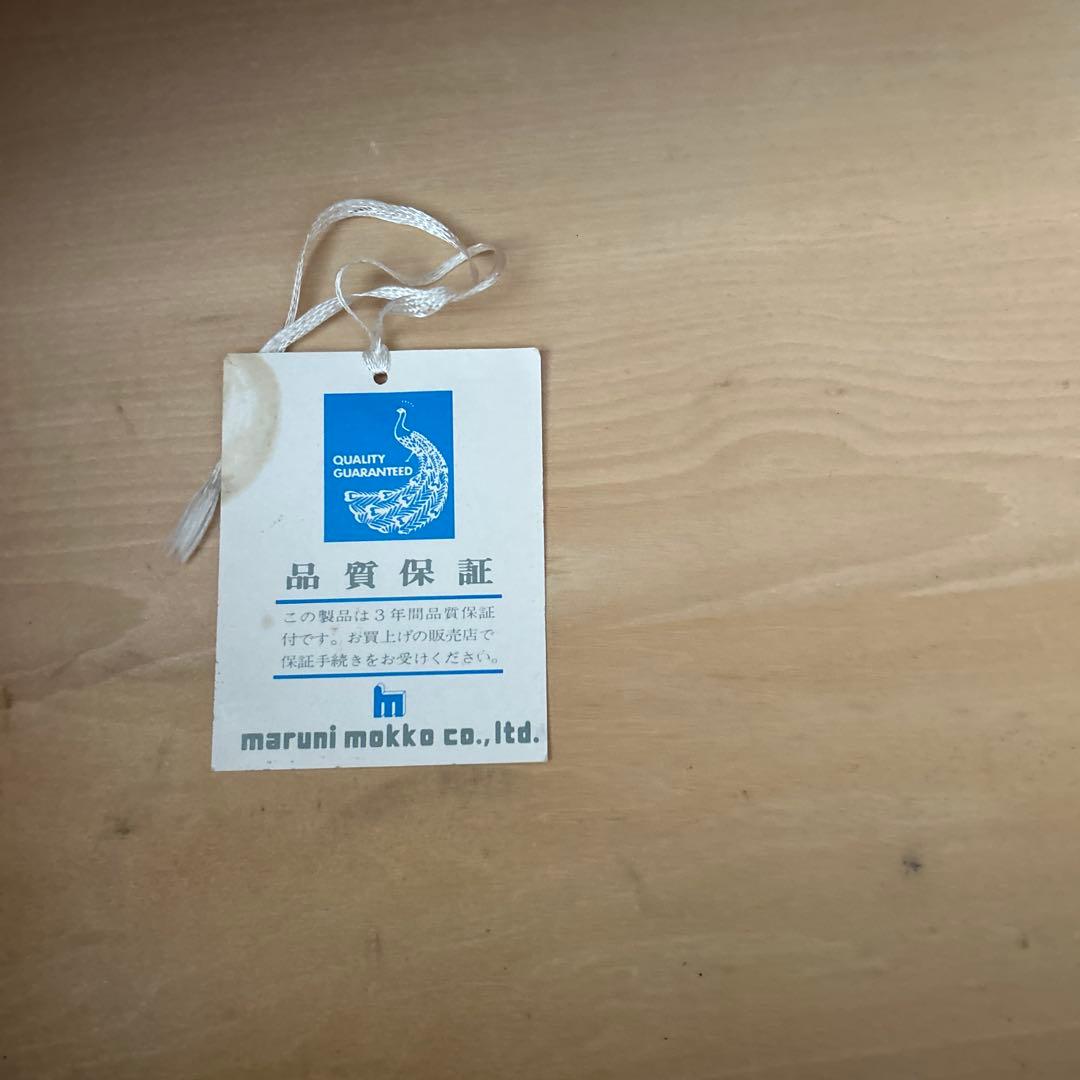 QUALITY
GUARANTEED
品質保証
この製品は3年間品質保証
付です。お買上げの販売店で
保証手続きをお受けください。
m
maruni mokko co., ltd.